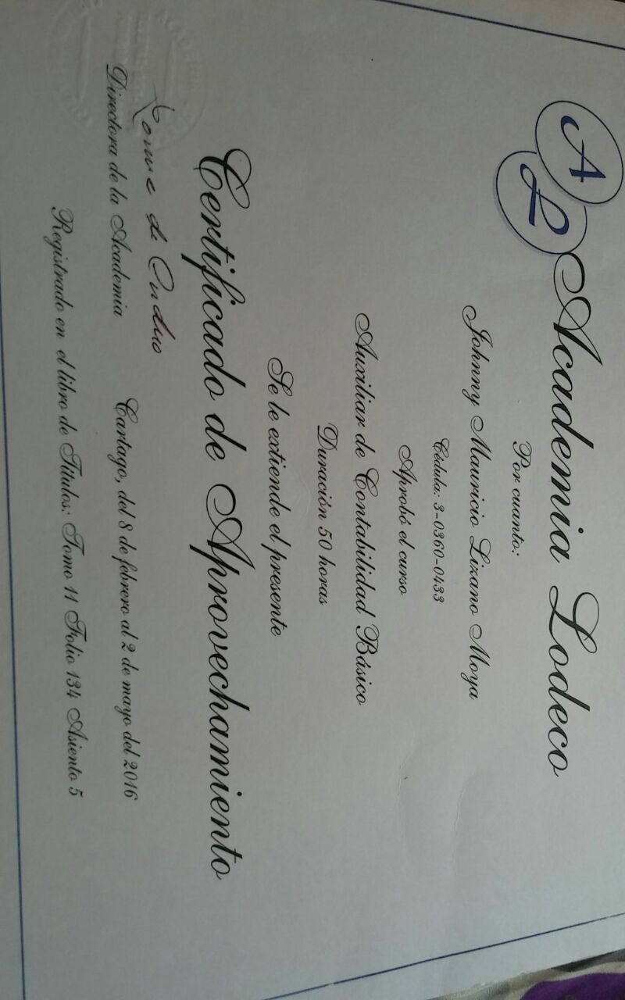 AL
Academia Lodeco
Por cuanto:
Johnny Mauricio Lizano Moya
Cédula: 3-0360-0433
Aprobó el curso
Auxiliar de Contabilidad Básico
Duración 50 horas
Se le extiende el presente
Certificado de Aprovechamiento
Directora de la Academia
Cartago, del 8 de febrero al 2 de mayo del 2016
Registrado en el libro de Títulos: Tomo 11 Folio 134 Asiento 5